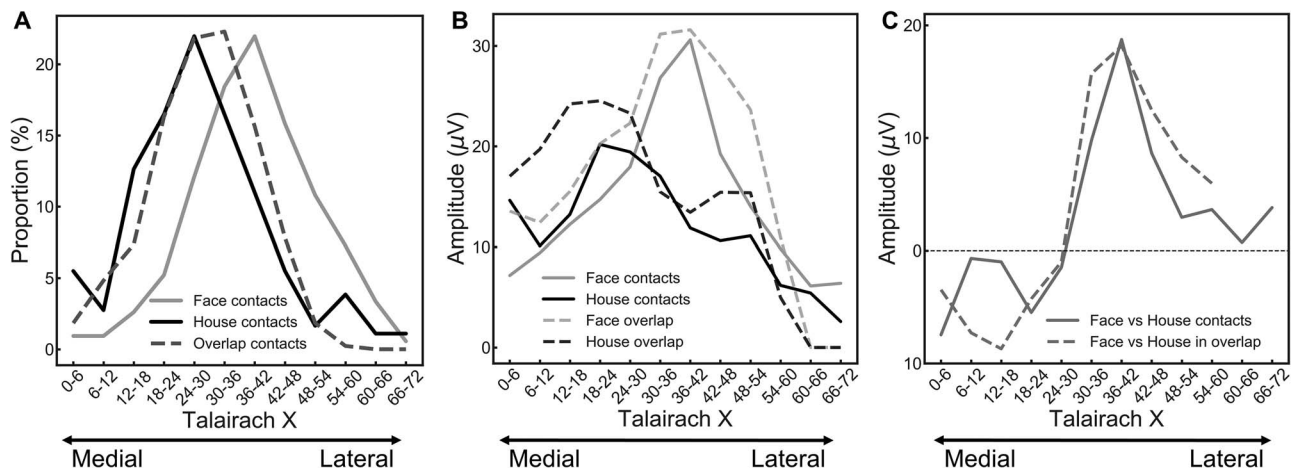 A
Proportion (%)
20
15
10
5
0
Face contacts
House contacts
Overlap contacts
0-6
6-12
12-18
18-24
24-30
30-36
36-42
42-48
48-54
54-60
60-66
66-72
Talairach X
Medial
Lateral
B
Amplitude (µV)
30
20
10
0
Face contacts
House contacts
Face overlap
House overlap
0-6
6-12
12-18
18-24
24-30
30-36
36-42
42-48
48-54
54-60
60-66
66-72
Talairach X
Medial
Lateral
C
Amplitude (µV)
20
10
0
10
Face vs House contacts
Face vs House in overlap
0-6
6-12
12-18
18-24
24-30
30-36
36-42
42-48
48-54
54-60
60-66
66-72
Talairach X
Medial
Lateral